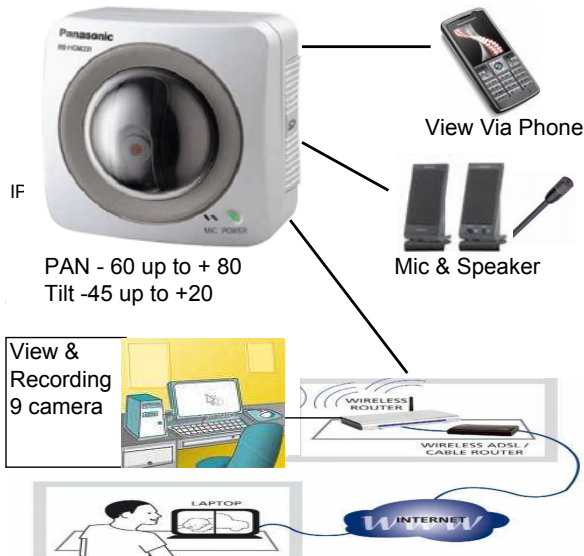 Panasonic
View Via Phone
IP
MIC POWER
PAN - 60 up to + 80
Tilt -45 up to +20
Mic & Speaker
View &
Recording
9 camera
WIRELESS
ROUTER
WIRELESS ADSL /
CABLE ROUTER
LAPTOP
WWW
INTERNET